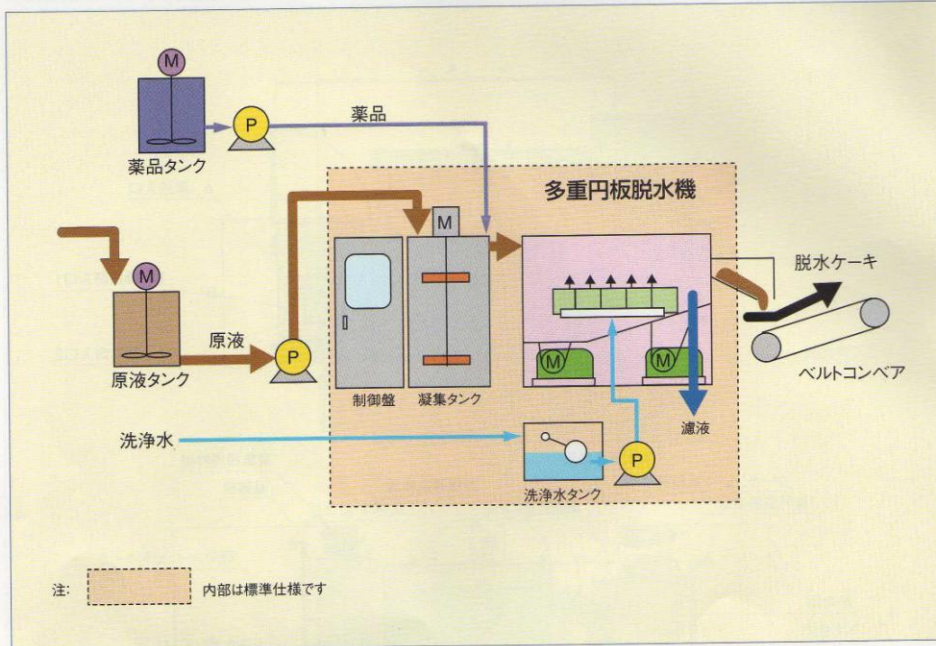 M
P
薬品
薬品タンク
多重円板脱水機
M
脱水ケーキ
M
原液
P
M
M
ベルトコンベア
原液タンク
制御盤
凝集タンク
濾液
洗浄水
P
洗浄水タンク
注:
内部は標準仕様です